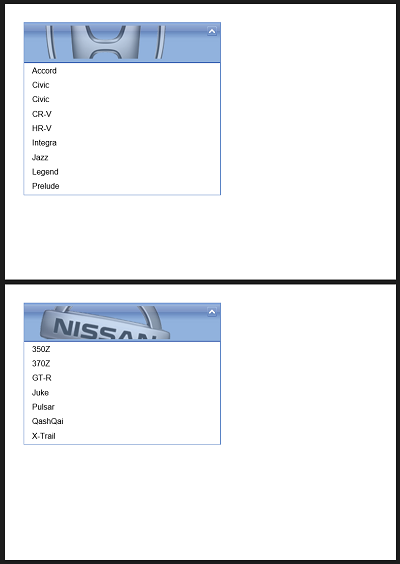 Accord
Civic
Civic
CR-V
HR-V
Integra
Jazz
Legend
Prelude
NISSAN
350Z
370Z
GT-R
Juke
Pulsar
QashQai
X-Trail